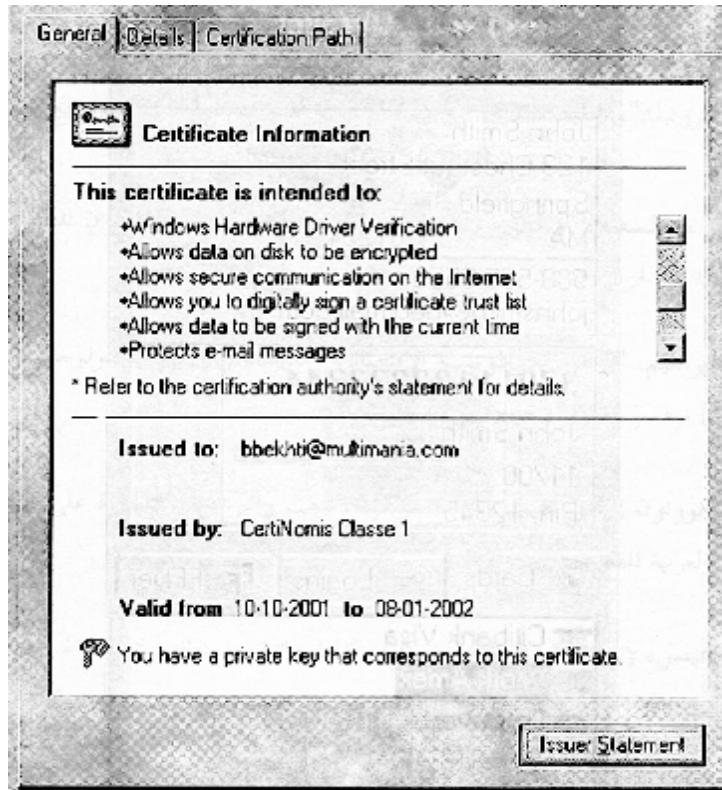 General Details Certification Path
Certificate Information
This certificate is intended to:
•Windows Hardware Driver Verification
•Allows data on disk to be encrypted
•Allows secure communication on the Internet
•Allows you to digitally sign a certificate trust list
•Allows data to be signed with the current time
•Protects e-mail messages
* Refer to the certification authority's statement for details.
Issued to: bbekhti@multimania.com
Issued by: CertiNomis Classe 1
Valid from 10-10-2001 to 08-01-2002
You have a private key that corresponds to this certificate.
Issuer Statement